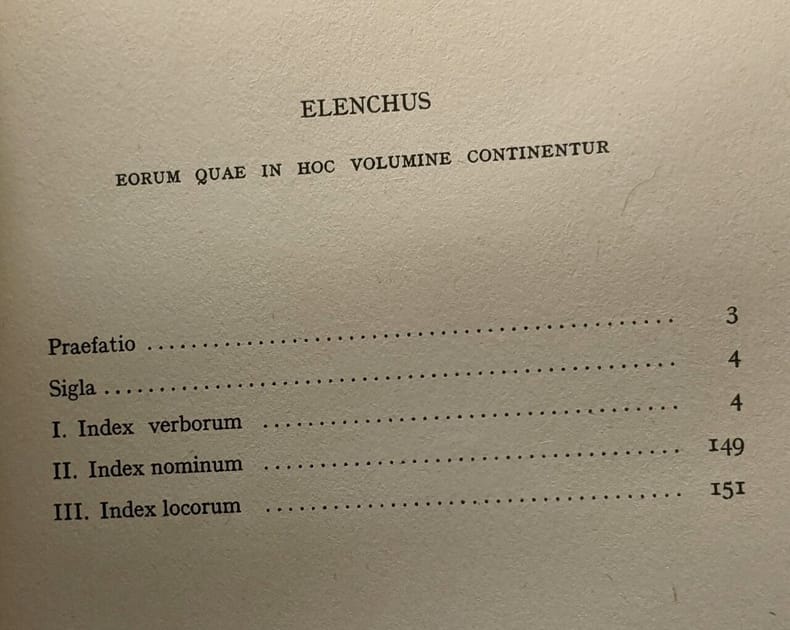 ELENCHUS
EORUM QUAE IN HOC VOLUMINE CONTINENTUR
Praefatio ........................................................ 3
Sigla ............................................................ 4
I. Index verborum ............................................ 4
II. Index nominum ............................................ 149
III. Index locorum ............................................ 151